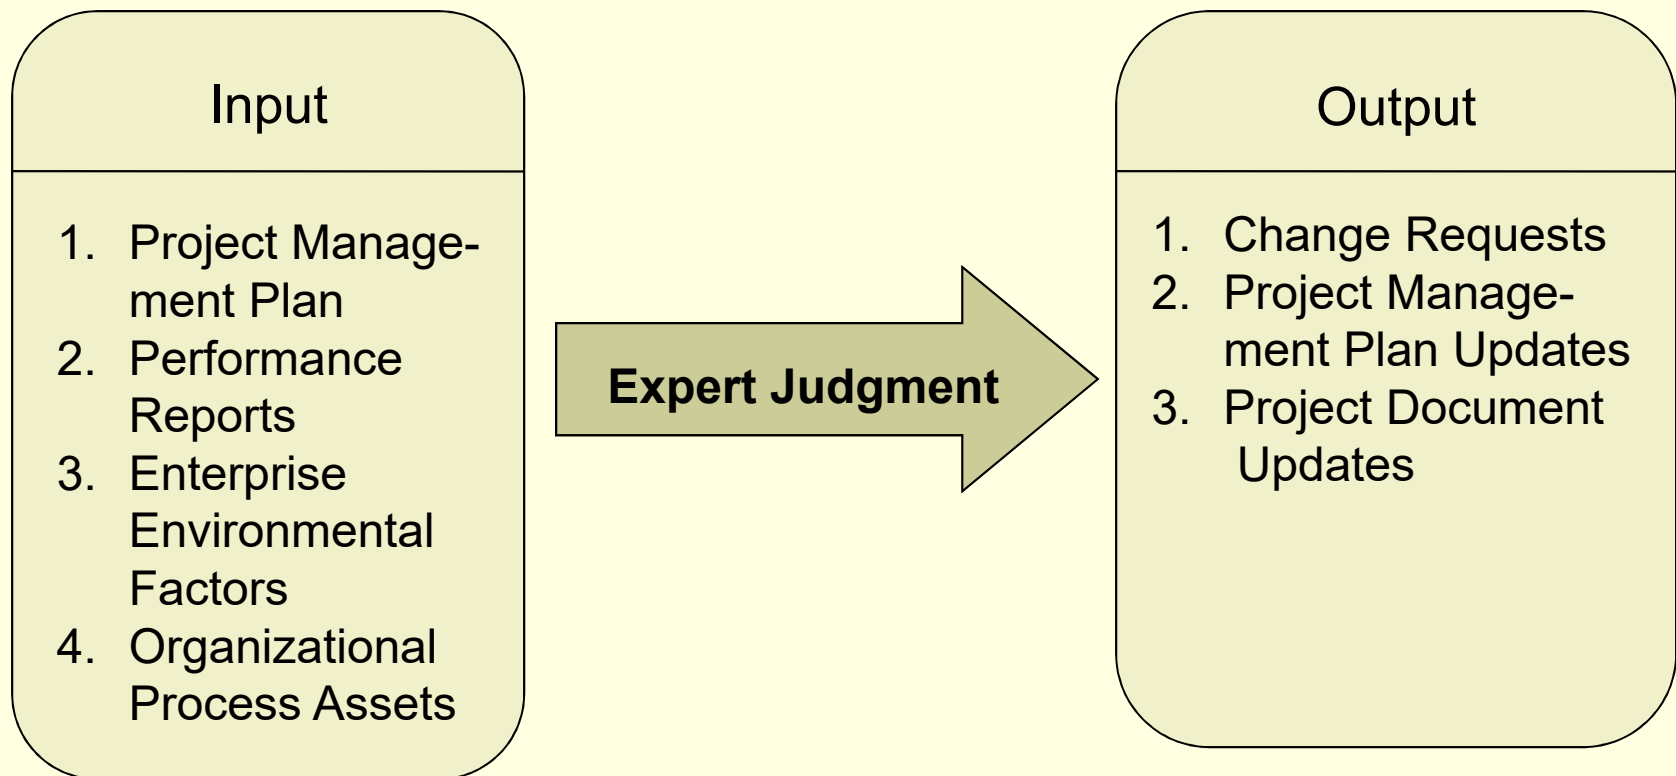 Input
1. Project Manage-
ment Plan
2. Performance
Reports
3. Enterprise
Environmental
Factors
4. Organizational
Process Assets
Expert Judgment
Output
1. Change Requests
2. Project Manage-
ment Plan Updates
3. Project Document
Updates